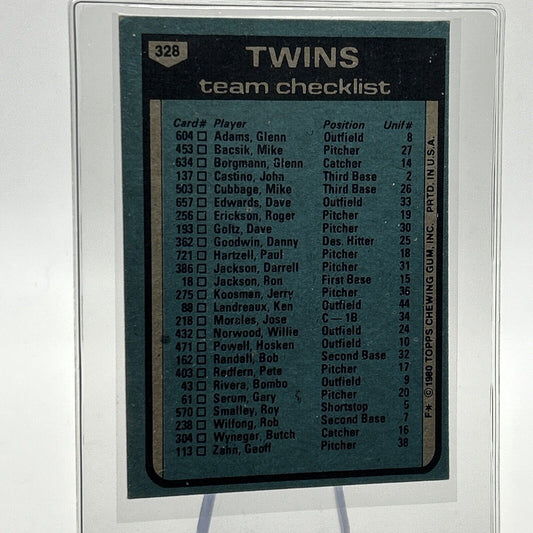 328
TWINS
team checklist
Card# Player Position Unif#
604 Adams, Glenn Outfield 8
453 Bacsik, Mike Pitcher 27
634 Borgmann, Glenn Catcher 14
137 Castino, John Third Base 2
503 Cubbage, Mike Third Base 26
657 Edwards, Dave Outfield 33
256 Erickson, Roger Pitcher 19
193 Goltz, Dave Pitcher 30
362 Goodwin, Danny Des. Hitter 25
721 Hartzell, Paul Pitcher 18
386 Jackson, Darrell Pitcher 31
18 Jackson, Ron First Base 15
275 Koosman, Jerry Pitcher 36
88 Landreaux, Ken Outfield 44
218 Morales, Jose C—1B 34
432 Norwood, Willie Outfield 24
471 Powell, Hosken Outfield 10
162 Randall, Bob Second Base 32
403 Redfern, Pete Pitcher 17
43 Rivera, Bombo Outfield 9
61 Serum, Gary Pitcher 20
570 Smalley, Roy Shortstop 5
238 Wilfong, Rob Second Base 7
304 Wynegar, Butch Catcher 16
113 Zahn, Geoff Pitcher 38
F* © 1980 TOPPS CHEWING GUM, INC. PRTD. IN U.S.A.